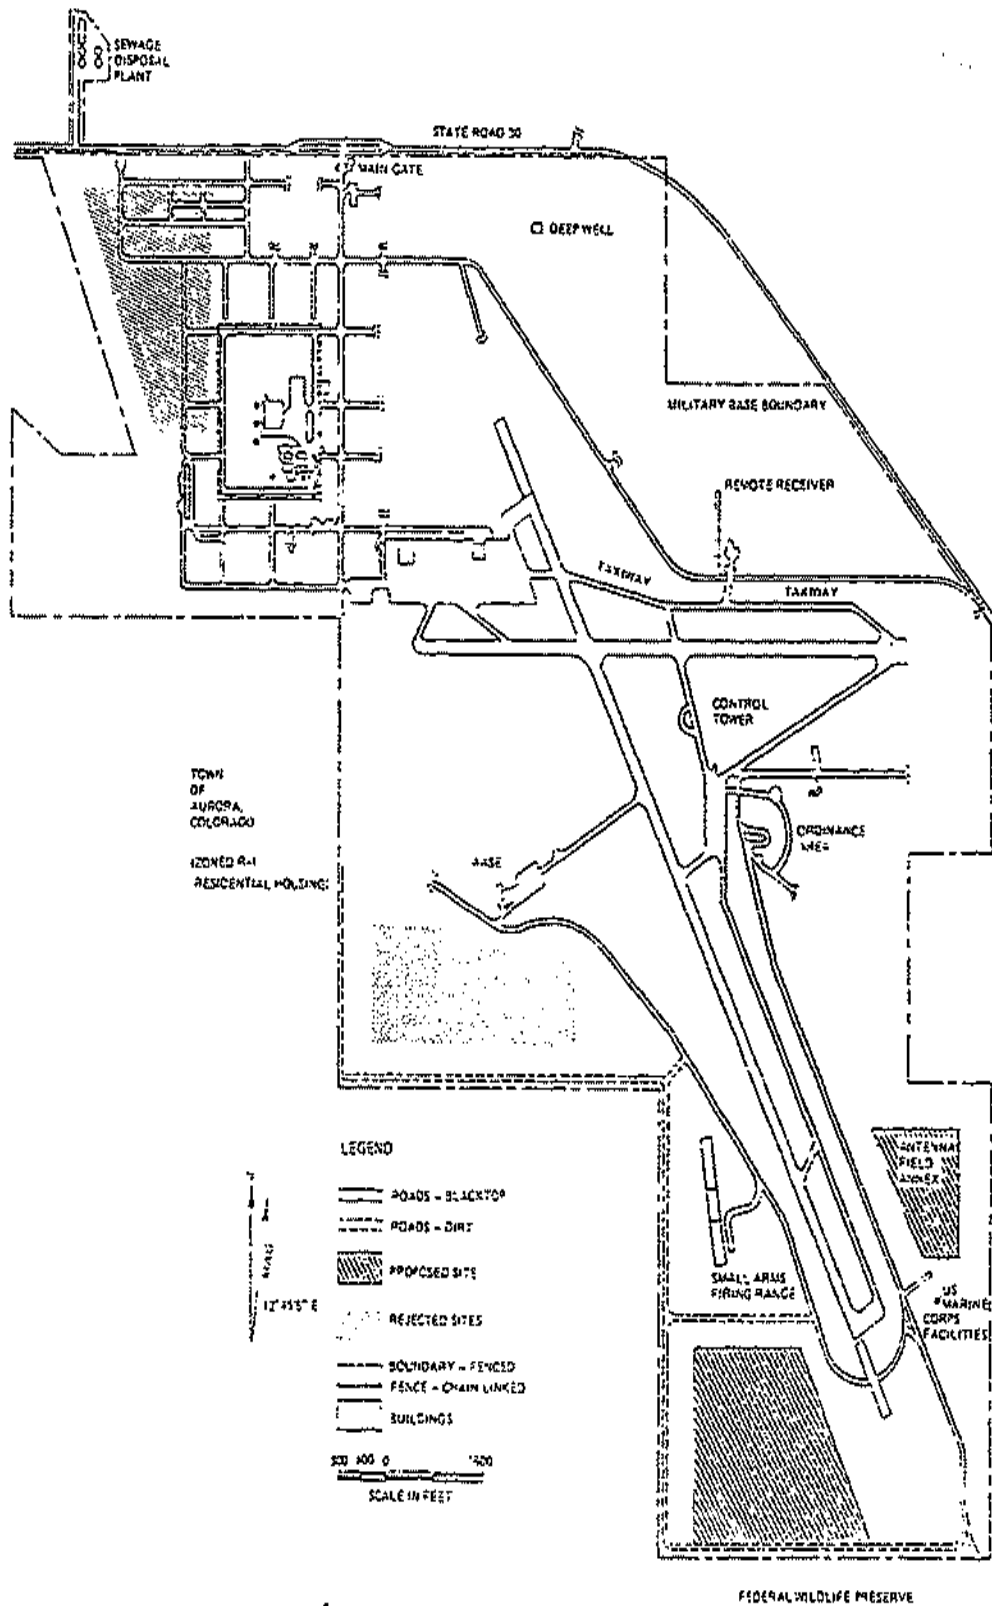 SEWAGE
DISPOSAL
PLANT
STATE ROAD 30
MAIN GATE
DEEP WELL
MILITARY BASE BOUNDARY
REMOTE RECEIVER
TAXIWAY
TAXIWAY
CONTROL
TOWER
TOWN
OF
AURORA,
COLORADO
(ZONED R-1
RESIDENTIAL HOUSING)
ORDINANCE
AREA
BASE
LEGEND
ROADS - BLACKTOP
ROADS - DIRT
PROPOSED SITE
REJECTED SITES
BOUNDARY - FENCED
FENCE - CHAIN LINKED
BUILDINGS
SCALE IN FEET
ANTENNA
FIELD
ANNEX
SMALL ARMS
FIRING RANGE
US
MARINE
CORPS
FACILITIES
FEDERAL WILDLIFE PRESERVE